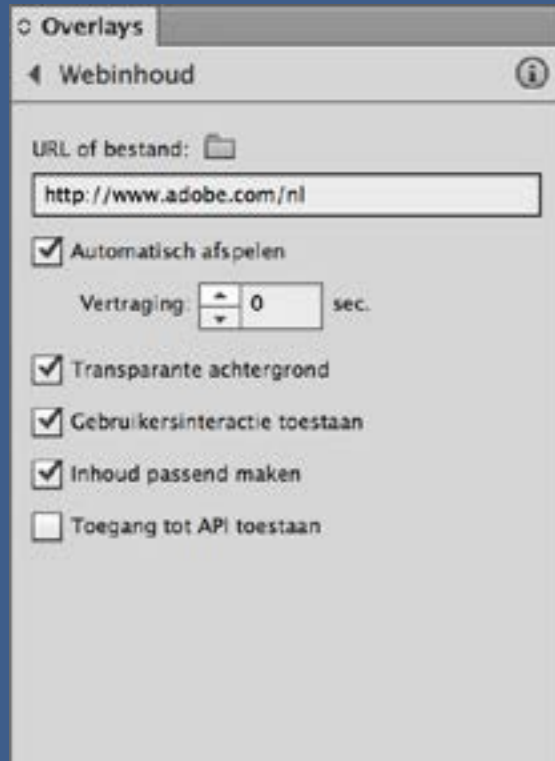 Overlays
Webinhoud
URL of bestand:
http://www.adobe.com/nl
Automatisch afspelen
Vertraging: 0 sec.
Transparante achtergrond
Gebruikersinteractie toestaan
Inhoud passend maken
Toegang tot API toestaan